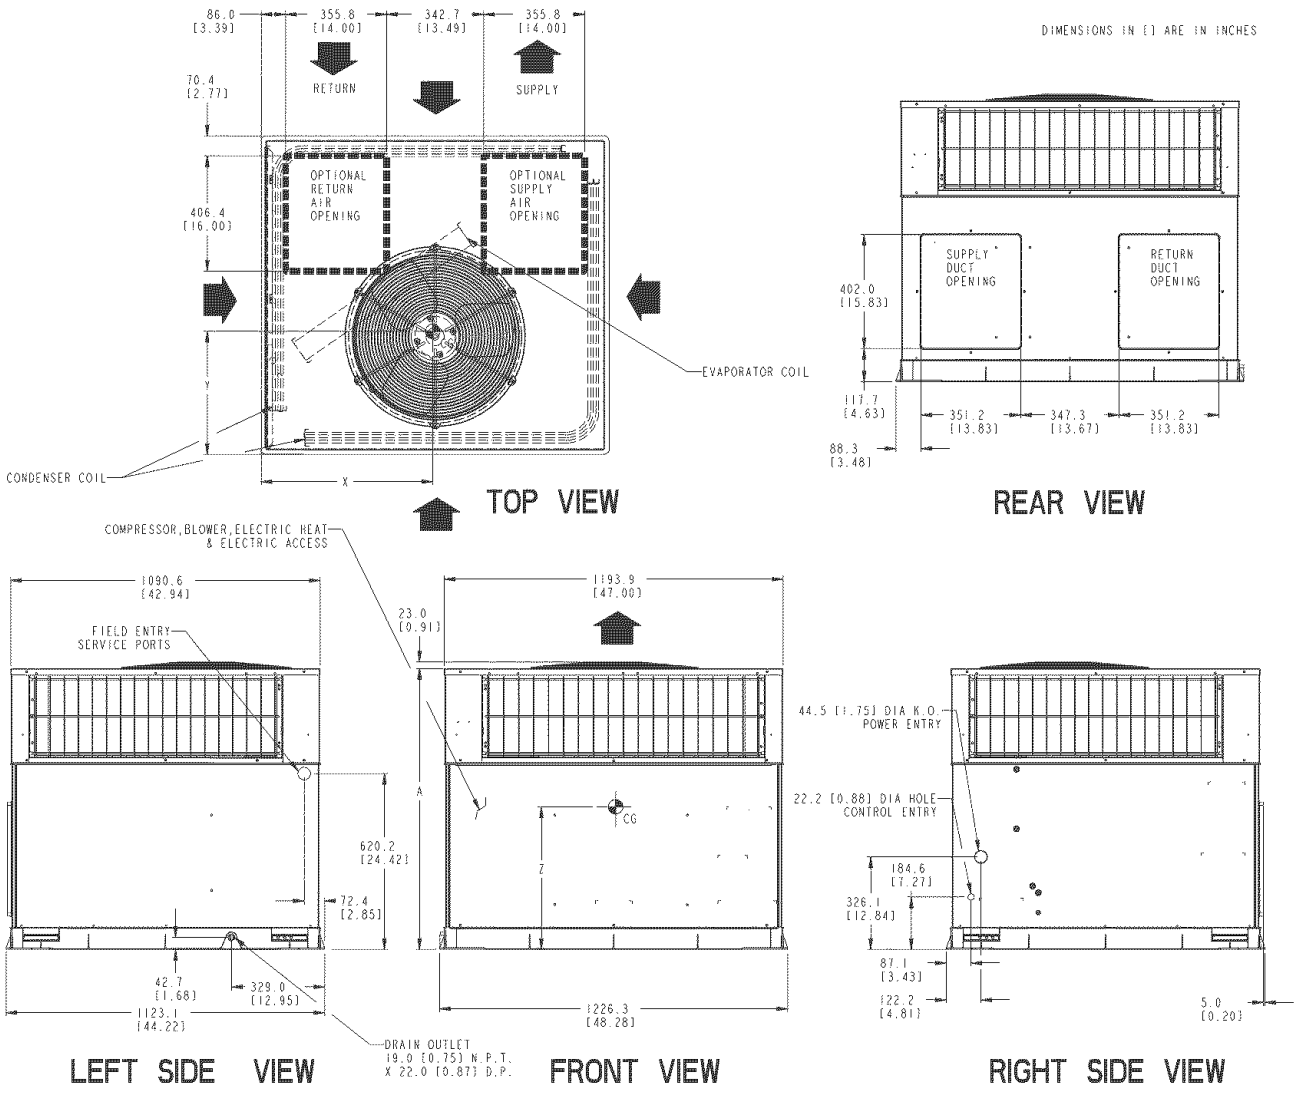 86.0
[3.39]
355.8
[14.00]
342.7
[13.49]
355.8
[14.00]
DIMENSIONS IN [] ARE IN INCHES
RETURN
SUPPLY
70.4
[2.77]
OPTIONAL
RETURN
AIR
OPENING
OPTIONAL
SUPPLY
AIR
OPENING
406.4
[16.00]
CG
Y
X
EVAPORATOR COIL
CONDENSER COIL
TOP VIEW
SUPPLY
DUCT
OPENING
RETURN
DUCT
OPENING
402.0
[15.83]
117.7
[4.63]
351.2
[13.83]
347.3
[13.67]
351.2
[13.83]
88.3
[3.48]
REAR VIEW
COMPRESSOR,BLOWER,ELECTRIC HEAT
& ELECTRIC ACCESS
1090.6
[42.94]
FIELD ENTRY
SERVICE PORTS
620.2
[24.42]
72.4
[2.85]
42.7
[1.68]
329.0
[12.95]
1123.1
[44.22]
DRAIN OUTLET
19.0 [0.75] N.P.T.
X 22.0 [0.87] D.P.
LEFT SIDE VIEW
1193.9
[47.00]
23.0
[0.91]
A
Z
CG
1226.3
[48.28]
FRONT VIEW
44.5 [1.75] DIA K.O.
POWER ENTRY
22.2 [0.88] DIA HOLE
CONTROL ENTRY
184.6
[7.27]
326.1
[12.84]
87.1
[3.43]
122.2
[4.81]
5.0
[0.20]
RIGHT SIDE VIEW